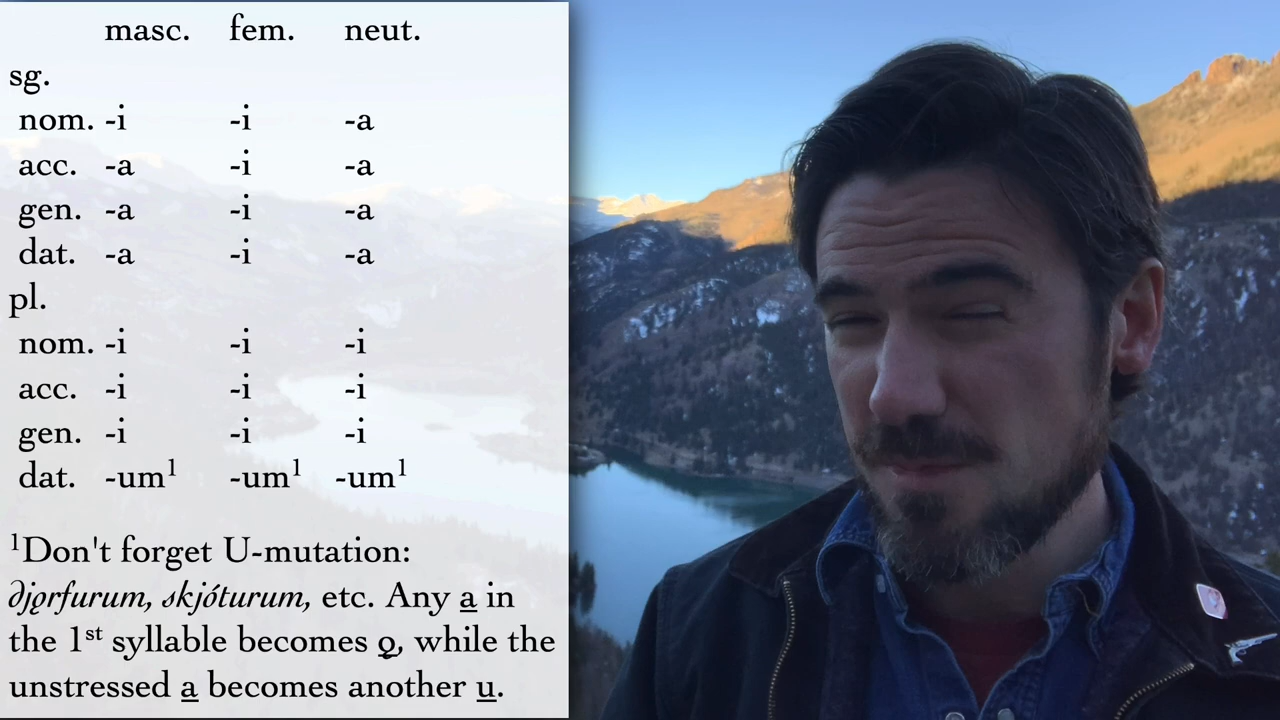 masc. fem. neut.
sg.
nom. -i -i -a
acc. -a -i -a
gen. -a -i -a
dat. -a -i -a
pl.
nom. -i -i -i
acc. -i -i -i
gen. -i -i -i
dat. -um¹ -um¹ -um¹
¹Don't forget U-mutation:
djǫrfurum, skjóturum, etc. Any a in
the 1st syllable becomes ǫ, while the
unstressed a becomes another u.